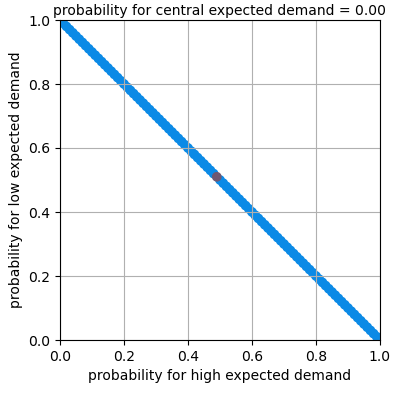 probability for central expected demand = 0.00
1.0
0.8
0.6
0.4
0.2
0.0
probability for low expected demand
0.0 0.2 0.4 0.6 0.8 1.0
probability for high expected demand